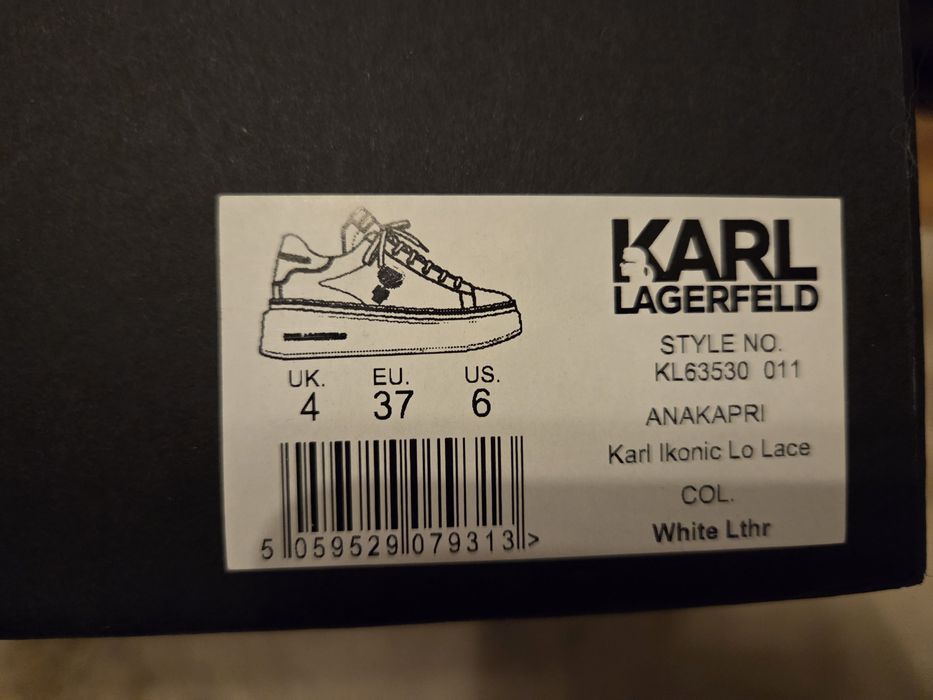 KARL
LAGERFELD
STYLE NO.
KL63530 011
ANAKAPRI
Karl Ikonic Lo Lace
COL.
White Lthr
UK. EU. US.
4 37 6
5 059529 079313 >